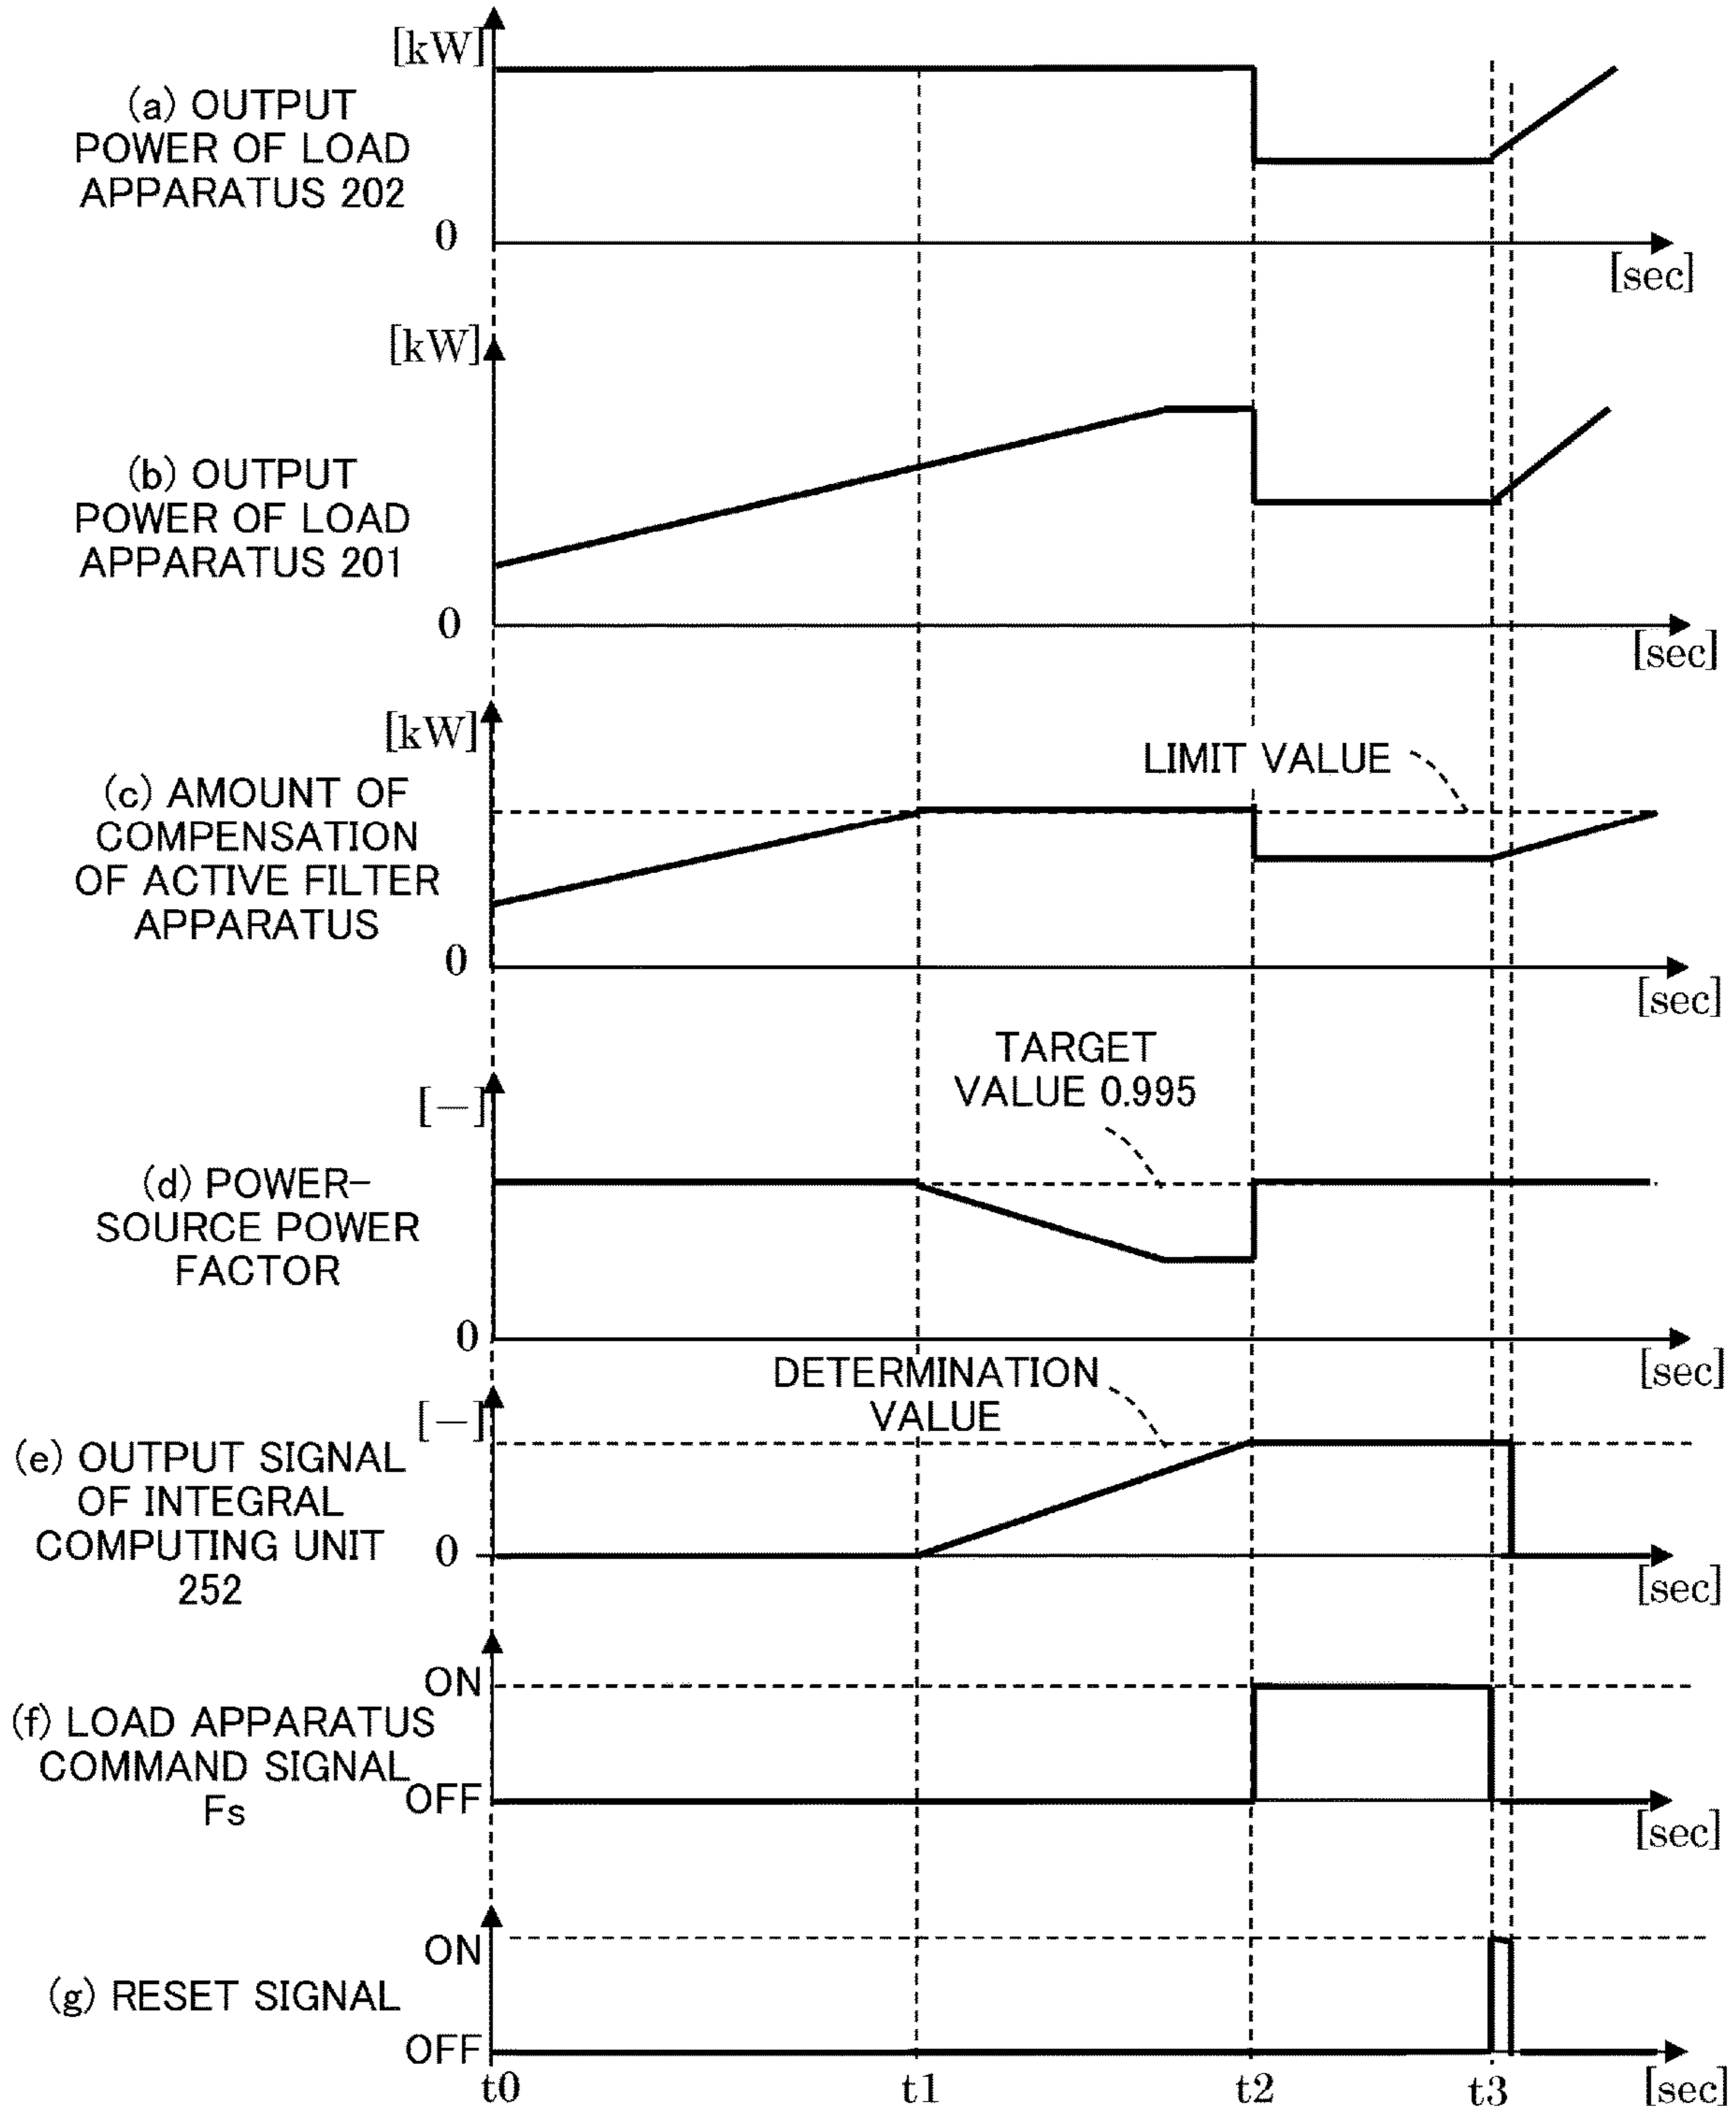 [kW]
(a) OUTPUT
POWER OF LOAD
APPARATUS 202
0
[sec]
[kW]
(b) OUTPUT
POWER OF LOAD
APPARATUS 201
0
[sec]
[kW]
LIMIT VALUE
(c) AMOUNT OF
COMPENSATION
OF ACTIVE FILTER
APPARATUS
0
[sec]
TARGET
VALUE 0.995
[—]
(d) POWER-
SOURCE POWER
FACTOR
0
[sec]
DETERMINATION
VALUE
[—]
(e) OUTPUT SIGNAL
OF INTEGRAL
COMPUTING UNIT
252
0
[sec]
ON
(f) LOAD APPARATUS
COMMAND SIGNAL
Fs
OFF
[sec]
ON
(g) RESET SIGNAL
OFF
t0 t1 t2 t3 [sec]